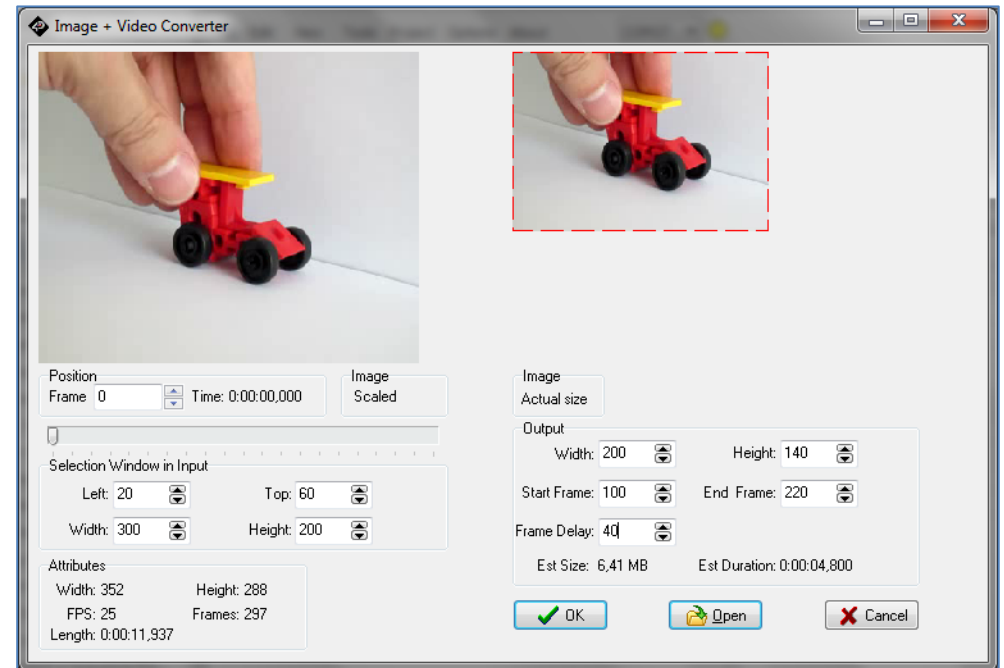 Image + Video Converter
Position
Frame 0 Time: 0:00:00,000
Image
Scaled
Selection Window in Input
Left: 20 Top: 60
Width: 300 Height: 200
Attributes
Width: 352 Height: 288
FPS: 25 Frames: 297
Length: 0:00:11,937
Image
Actual size
Output
Width: 200 Height: 140
Start Frame: 100 End Frame: 220
Frame Delay: 40
Est Size: 6,41 MB Est Duration: 0:00:04,800
OK Open Cancel